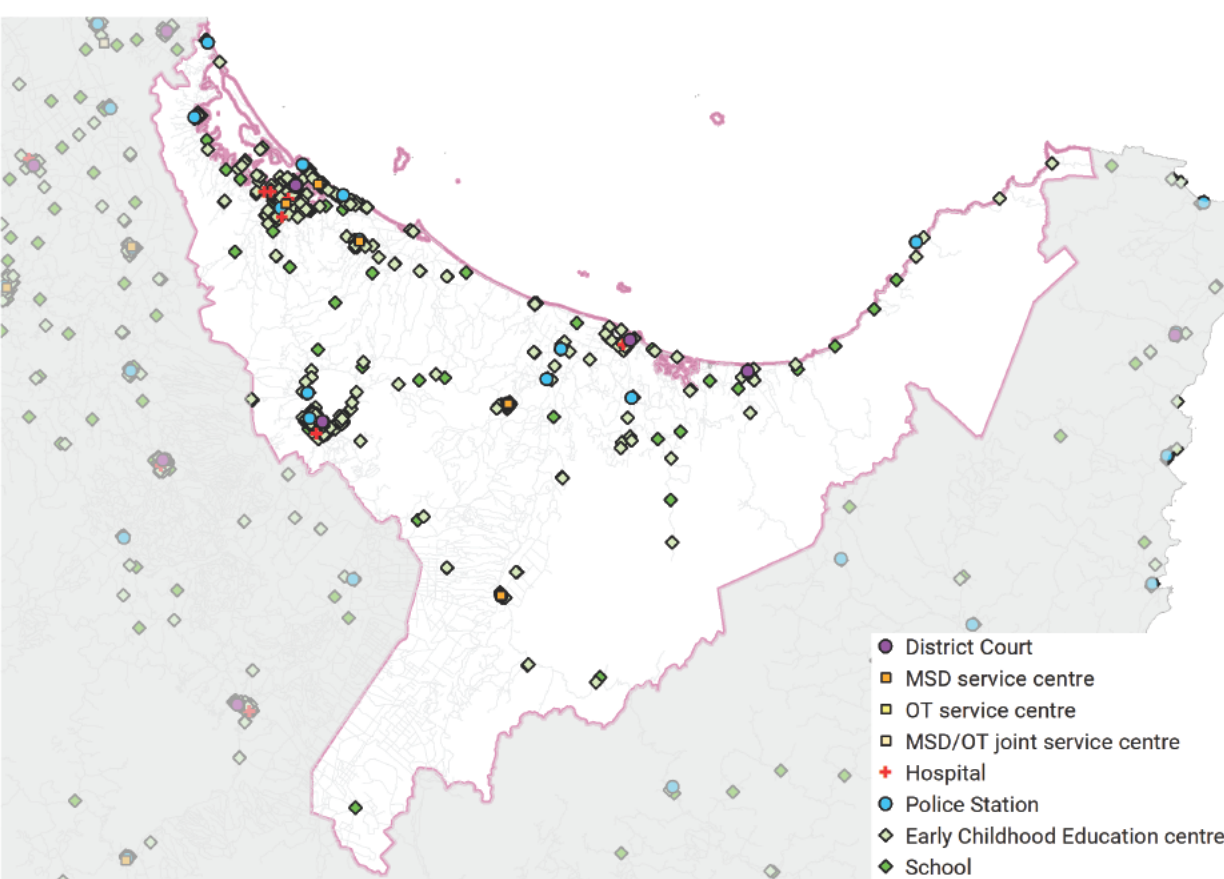 District Court
MSD service centre
OT service centre
MSD/OT joint service centre
Hospital
Police Station
Early Childhood Education centre
School